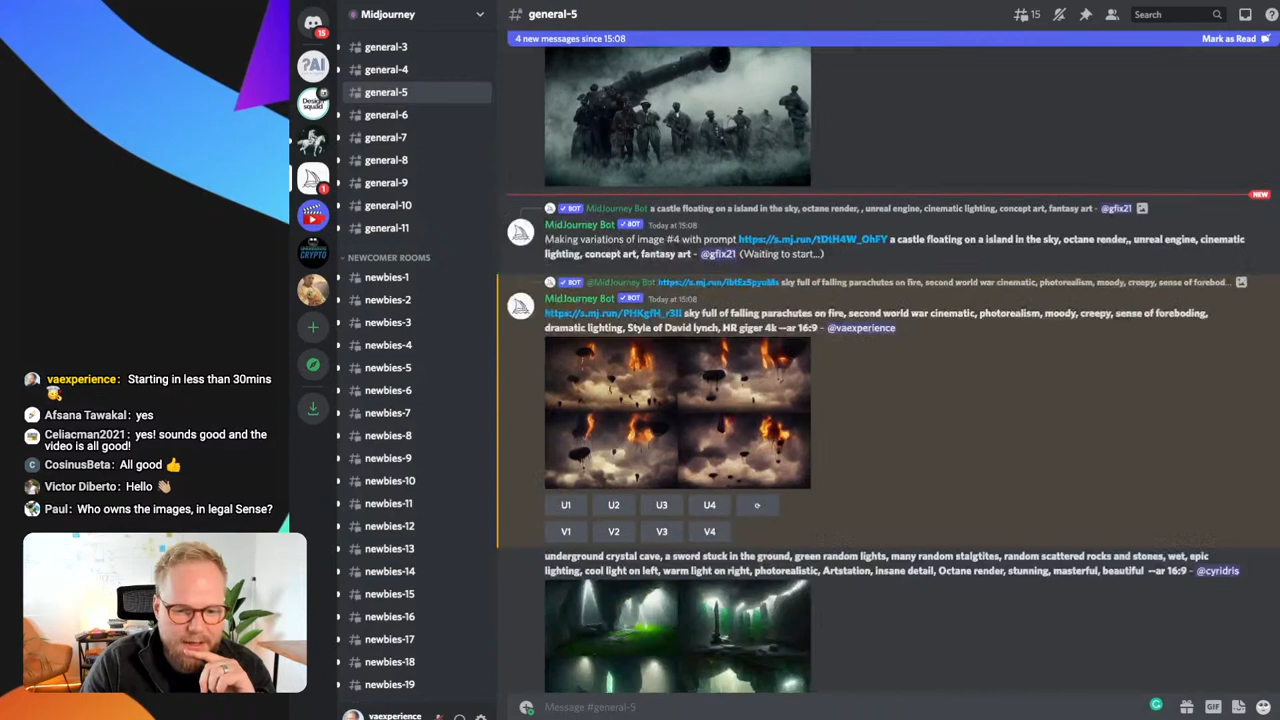 15
PAI
Design
squad
1
CRYPTO
vaexperience: Starting in less than 30mins
Afsana Tawakal: yes
Celiacman2021: yes! sounds good and the
video is all good!
CosinusBeta: All good 👍
Victor Diberto: Hello 👋🏼
Paul: Who owns the images, in legal Sense?
Midjourney
general-3
general-4
general-5
general-6
general-7
general-8
general-9
general-10
general-11
NEWCOMER ROOMS
newbies-1
newbies-2
newbies-3
newbies-4
newbies-5
newbies-6
newbies-7
newbies-8
newbies-9
newbies-10
newbies-11
newbies-12
newbies-13
newbies-14
newbies-15
newbies-16
newbies-17
newbies-18
newbies-19
vaexperience
general-5
15
Search
4 new messages since 15:08
Mark as Read
NEW
BOT MidJourney Bot a castle floating on a island in the sky, octane render, , unreal engine, cinematic lighting, concept art, fantasy art - @gfix21
MidJourney Bot BOT Today at 15:08
Making variations of image #4 with prompt https://s.mj.run/tDtH4W_OhFY a castle floating on a island in the sky, octane render,, unreal engine, cinematic
lighting, concept art, fantasy art - @gfix21 (Waiting to start...)
BOT @MidJourney Bot sky full of falling parachutes on fire, second world war cinematic, photorealism, moody, creepy, sense of forebod...
MidJourney Bot BOT Today at 15:08
sky full of falling parachutes on fire, second world war cinematic, photorealism, moody, creepy, sense of foreboding,
dramatic lighting, Style of David lynch, HR giger 4k —ar 16:9 - @vaexperience
U1 U2 U3 U4
V1 V2 V3 V4
underground crystal cave, a sword stuck in the ground, green random lights, many random stalgtites, random scattered rocks and stones, wet, epic
lighting, cool light on left, warm light on right, photorealistic, Artstation, insane detail, Octane render, stunning, masterful, beautiful —ar 16:9 - @cyridris
Message #general-5
GIF